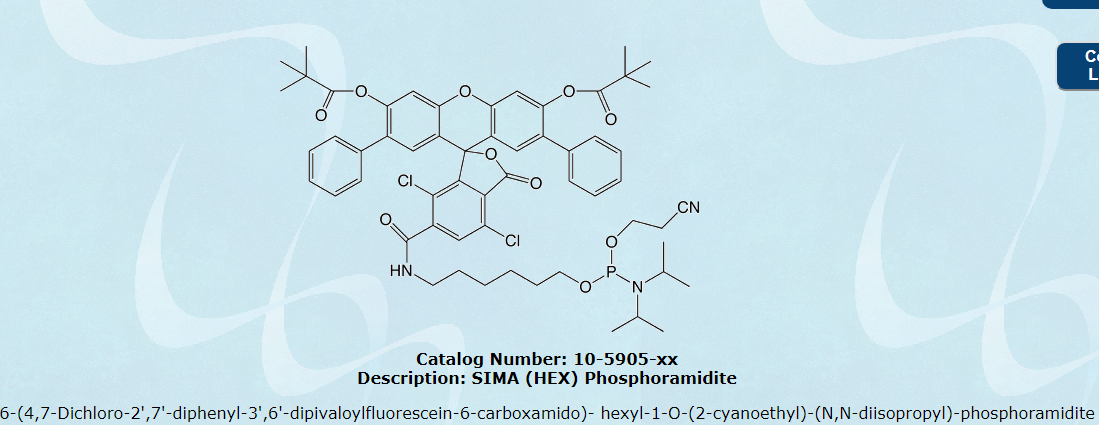 Co
L
O
O
O
O
O
O
O
Cl
O
CN
O
Cl
O
HN
P
O
N
Catalog Number: 10-5905-xx
Description: SIMA (HEX) Phosphoramidite
6-(4,7-Dichloro-2',7'-diphenyl-3',6'-dipivaloylfluorescein-6-carboxamido)- hexyl-1-O-(2-cyanoethyl)-(N,N-diisopropyl)-phosphoramidite